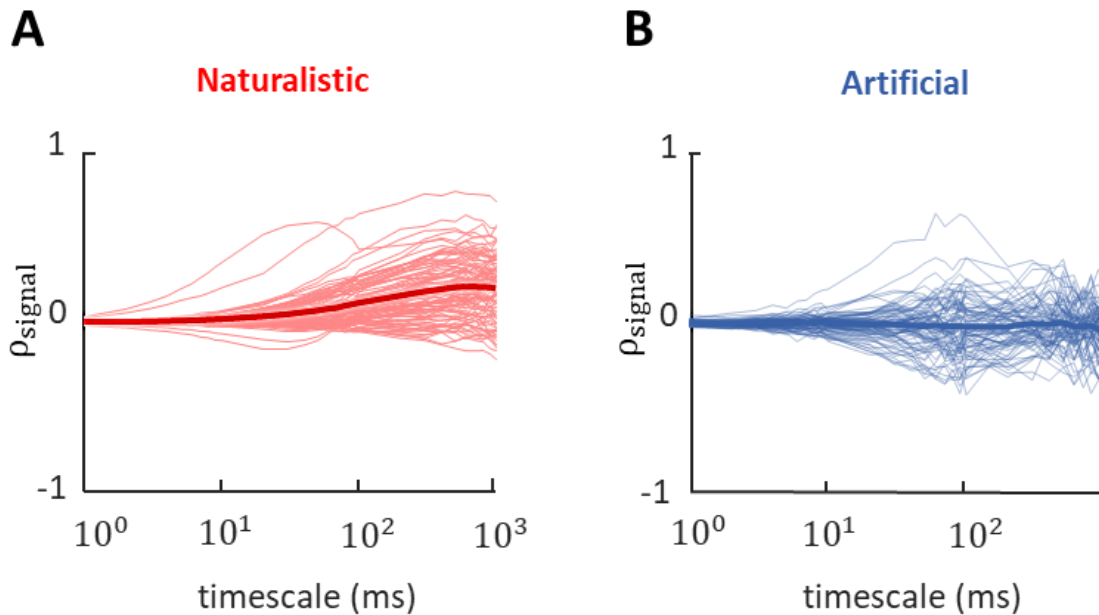 A
Naturalistic
1
0
-1
ρsignal
10⁰ 10¹ 10² 10³
timescale (ms)
B
Artificial
1
0
-1
ρsignal
10⁰ 10¹ 10²
timescale (ms)